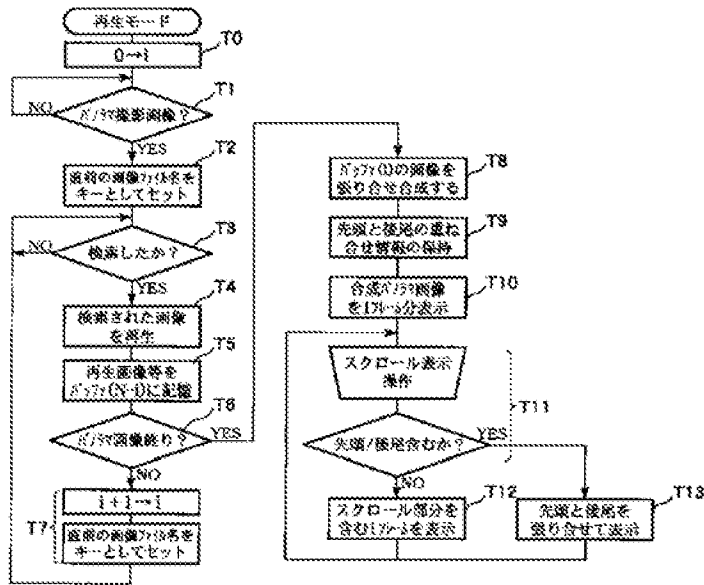 再生モード
T0
0→i
T1
パノラマ撮影画像？
NO
YES
T2
直前の画像ファイル名を
キーとしてセット
T3
検索したか？
NO
YES
T4
検索された画像
を再生
T5
再生画像等を
バッファ(N-i)に記憶
T6
パノラマ画像終り？
YES
NO
T7
i+1→i
直前の画像ファイル名を
キーとしてセット
T8
バッファ(i)の画像を
張り合せ合成する
T9
先頭と後尾の重ね
合せ情報の保持
T10
合成パノラマ画像
を1フレーム分表示
スクロール表示
操作
T11
先頭/後尾含むか？
YES
NO
T12
スクロール部分を
含む1フレームを表示
T13
先頭と後尾を
張り合せて表示